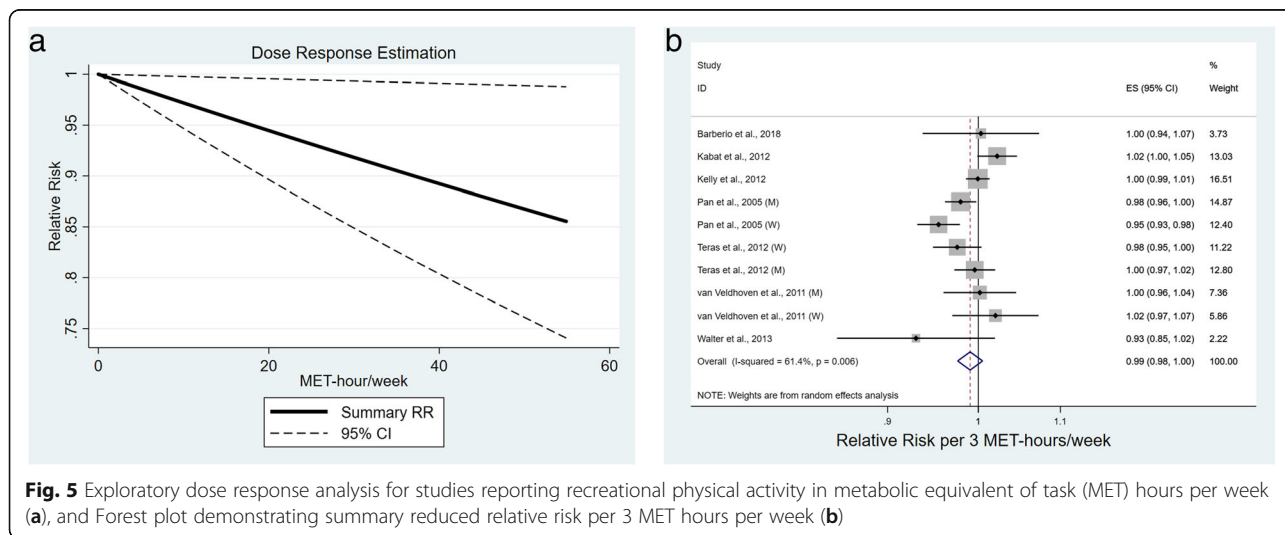 a
Dose Response Estimation
1
.95
.9
.85
.8
.75
Relative Risk
0 20 40 60
MET-hour/week
Summary RR
95% CI
b
Study %
ID ES (95% CI) Weight
Barberio et al., 2018 1.00 (0.94, 1.07) 3.73
Kabat et al., 2012 1.02 (1.00, 1.05) 13.03
Kelly et al., 2012 1.00 (0.99, 1.01) 16.51
Pan et al., 2005 (M) 0.98 (0.96, 1.00) 14.87
Pan et al., 2005 (W) 0.95 (0.93, 0.98) 12.40
Teras et al., 2012 (W) 0.98 (0.95, 1.00) 11.22
Teras et al., 2012 (M) 1.00 (0.97, 1.02) 12.80
van Veldhoven et al., 2011 (M) 1.00 (0.96, 1.04) 7.36
van Veldhoven et al., 2011 (W) 1.02 (0.97, 1.07) 5.86
Walter et al., 2013 0.93 (0.85, 1.02) 2.22
Overall (I-squared = 61.4%, p = 0.006) 0.99 (0.98, 1.00) 100.00
NOTE: Weights are from random effects analysis
.9 1 1.1
Relative Risk per 3 MET-hours/week
Fig. 5 Exploratory dose response analysis for studies reporting recreational physical activity in metabolic equivalent of task (MET) hours per week
(a), and Forest plot demonstrating summary reduced relative risk per 3 MET hours per week (b)